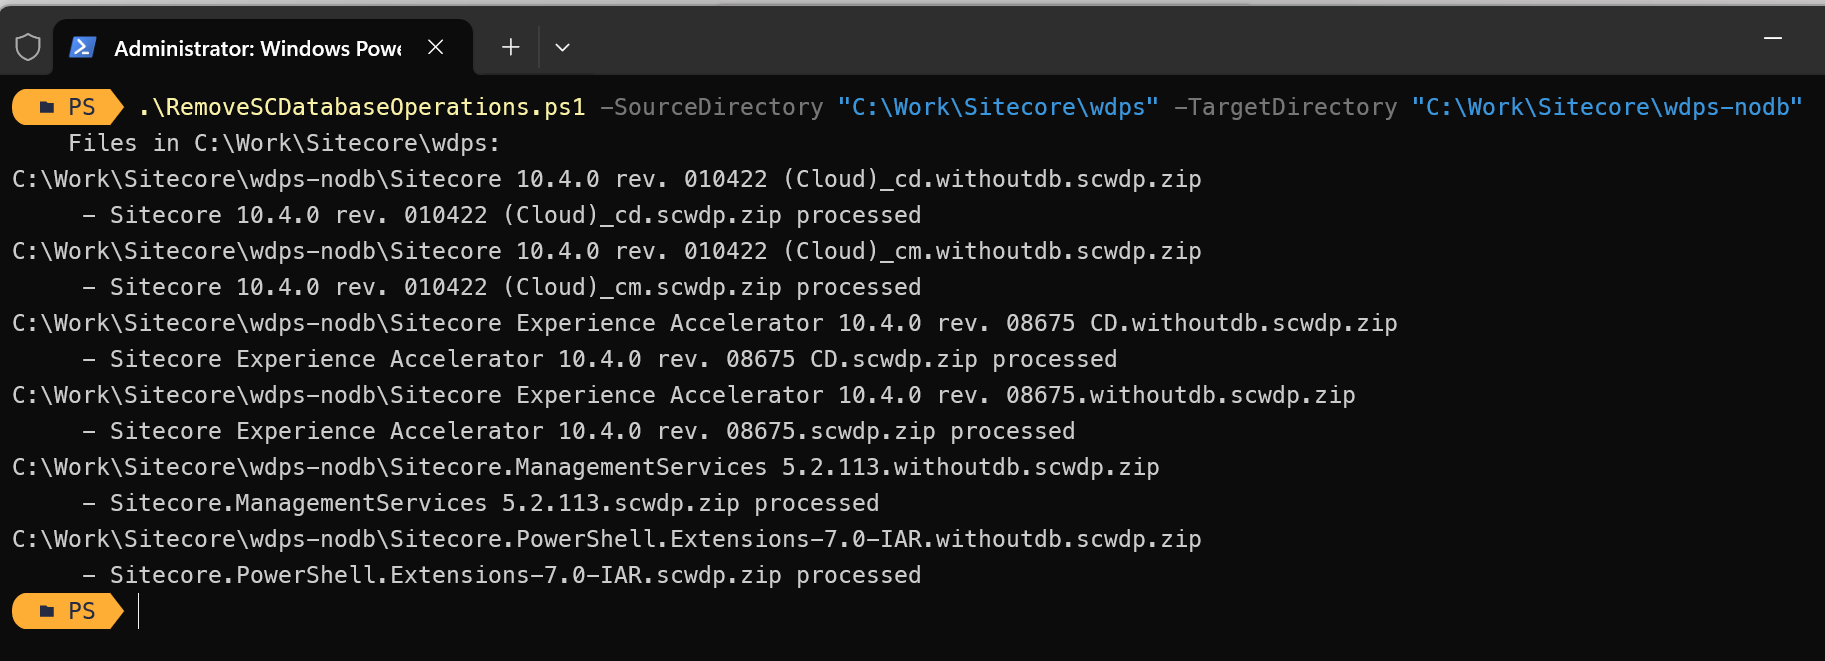 Administrator: Windows Powe
PS .\RemoveSCDatabaseOperations.ps1 -SourceDirectory "C:\Work\Sitecore\wdps" -TargetDirectory "C:\Work\Sitecore\wdps-nodb"
Files in C:\Work\Sitecore\wdps:
C:\Work\Sitecore\wdps-nodb\Sitecore 10.4.0 rev. 010422 (Cloud)_cd.withoutdb.scwdp.zip
- Sitecore 10.4.0 rev. 010422 (Cloud)_cd.scwdp.zip processed
C:\Work\Sitecore\wdps-nodb\Sitecore 10.4.0 rev. 010422 (Cloud)_cm.withoutdb.scwdp.zip
- Sitecore 10.4.0 rev. 010422 (Cloud)_cm.scwdp.zip processed
C:\Work\Sitecore\wdps-nodb\Sitecore Experience Accelerator 10.4.0 rev. 08675 CD.withoutdb.scwdp.zip
- Sitecore Experience Accelerator 10.4.0 rev. 08675 CD.scwdp.zip processed
C:\Work\Sitecore\wdps-nodb\Sitecore Experience Accelerator 10.4.0 rev. 08675.withoutdb.scwdp.zip
- Sitecore Experience Accelerator 10.4.0 rev. 08675.scwdp.zip processed
C:\Work\Sitecore\wdps-nodb\Sitecore.ManagementServices 5.2.113.withoutdb.scwdp.zip
- Sitecore.ManagementServices 5.2.113.scwdp.zip processed
C:\Work\Sitecore\wdps-nodb\Sitecore.PowerShell.Extensions-7.0-IAR.withoutdb.scwdp.zip
- Sitecore.PowerShell.Extensions-7.0-IAR.scwdp.zip processed
PS